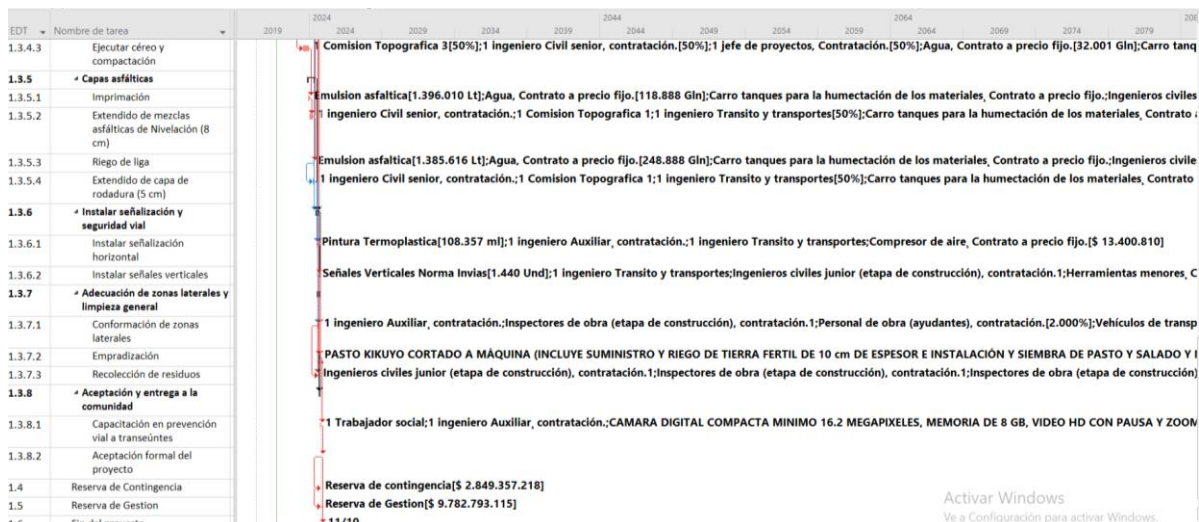 2024 2044 2064
EDT Nombre de tarea 2019 2024 2029 2034 2039 2044 2049 2054 2059 2064 2069 2074 2079
1.3.4.3 Ejecutar céreo y compactación 1 Comision Topografica 3[50%];1 ingeniero Civil senior, contratación.[50%];1 jefe de proyectos, Contratación.[50%];Agua, Contrato a precio fijo.[32.001 Gln];Carro tanq
1.3.5 Capas asfálticas
1.3.5.1 Imprimación Emulsion asfaltica[1.396.010 Lt];Agua, Contrato a precio fijo.[118.888 Gln];Carro tanques para la humectación de los materiales, Contrato a precio fijo.;Ingenieros civiles
1.3.5.2 Extendido de mezclas asfálticas de Nivelación (8 cm) 1 ingeniero Civil senior, contratación.;1 Comision Topografica 1;1 ingeniero Transito y transportes[50%];Carro tanques para la humectación de los materiales, Contrato
1.3.5.3 Riego de liga Emulsion asfaltica[1.385.616 Lt];Agua, Contrato a precio fijo.[248.888 Gln];Carro tanques para la humectación de los materiales, Contrato a precio fijo.;Ingenieros civile
1.3.5.4 Extendido de capa de rodadura (5 cm) 1 ingeniero Civil senior, contratación.;1 Comision Topografica 1;1 ingeniero Transito y transportes[50%];Carro tanques para la humectación de los materiales, Contrato
1.3.6 Instalar señalización y seguridad vial
1.3.6.1 Instalar señalización horizontal Pintura Termoplastica[108.357 ml];1 ingeniero Auxiliar, contratación.;1 ingeniero Transito y transportes;Compresor de aire, Contrato a precio fijo.[$ 13.400.810]
1.3.6.2 Instalar señales verticales Señales Verticales Norma Invias[1.440 Und];1 ingeniero Transito y transportes;Ingenieros civiles junior (etapa de construcción), contratación.1;Herramientas menores, C
1.3.7 Adecuación de zonas laterales y limpieza general
1.3.7.1 Conformación de zonas laterales 1 ingeniero Auxiliar, contratación.;Inspectores de obra (etapa de construcción), contratación.1;Personal de obra (ayudantes), contratación.[2.000%];Vehículos de transp
1.3.7.2 Empradización PASTO KIKUYO CORTADO A MÁQUINA (INCLUYE SUMINISTRO Y RIEGO DE TIERRA FERTIL DE 10 cm DE ESPESOR E INSTALACIÓN Y SIEMBRA DE PASTO Y SALADO Y
1.3.7.3 Recolección de residuos Ingenieros civiles junior (etapa de construcción), contratación.1;Inspectores de obra (etapa de construcción), contratación.1;Inspectores de obra (etapa de construcción)
1.3.8 Aceptación y entrega a la comunidad
1.3.8.1 Capacitación en prevención vial a transeúntes 1 Trabajador social;1 ingeniero Auxiliar, contratación.;CAMARA DIGITAL COMPACTA MINIMO 16.2 MEGAPIXELES, MEMORIA DE 8 GB, VIDEO HD CON PAUSA Y ZOOM
1.3.8.2 Aceptación formal del proyecto
1.4 Reserva de Contingencia Reserva de contingencia[$ 2.849.357.218]
1.5 Reserva de Gestion Reserva de Gestion[$ 9.782.793.115]
11/10
Activar Windows
Ve a Configuración para activar Windows.